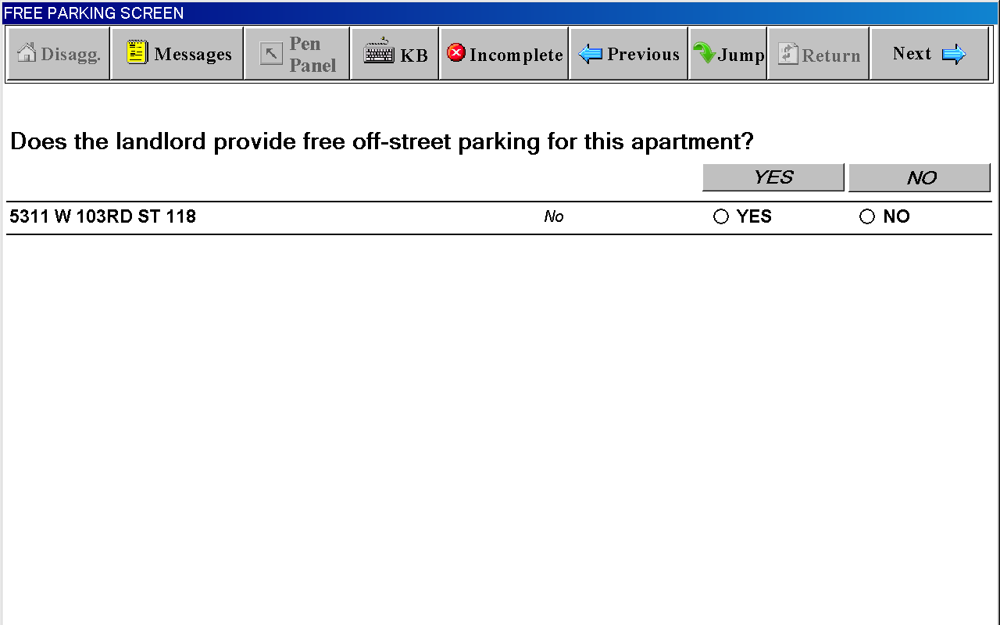 FREE PARKING SCREEN
Disagg. Messages Pen Panel KB Incomplete Previous Jump Return Next
Does the landlord provide free off-street parking for this apartment?
YES NO
5311 W 103RD ST 118 No YES NO